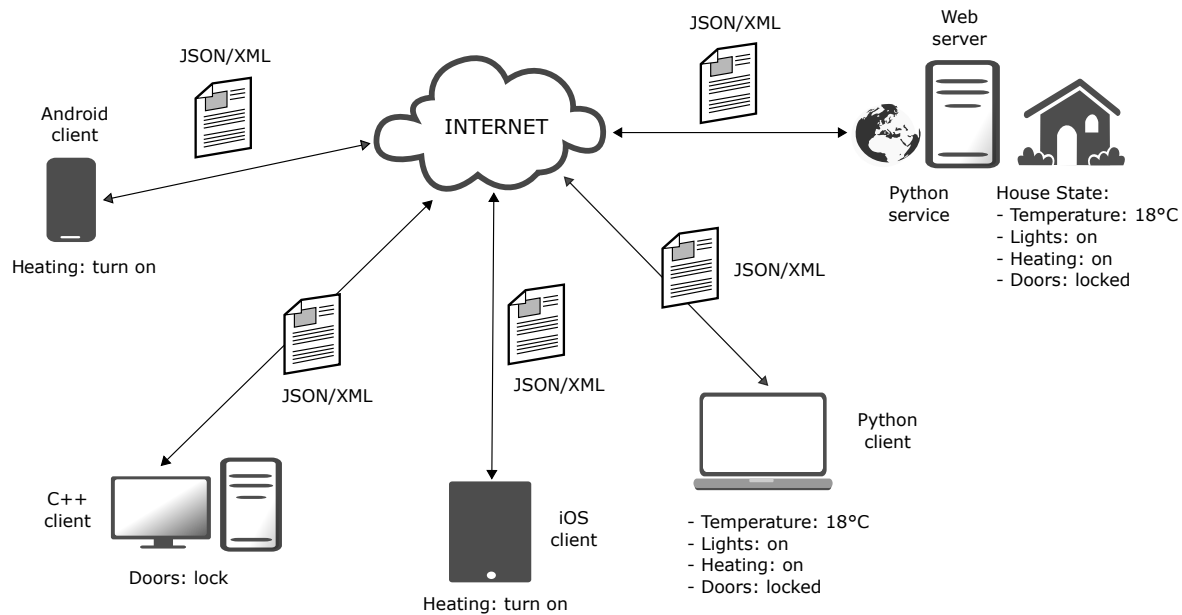 JSON/XML
Android
client
Heating: turn on
INTERNET
JSON/XML
Web
server
Python
service
House State:
- Temperature: 18°C
- Lights: on
- Heating: on
- Doors: locked
JSON/XML
JSON/XML
JSON/XML
C++
client
Doors: lock
iOS
client
Heating: turn on
Python
client
- Temperature: 18°C
- Lights: on
- Heating: on
- Doors: locked